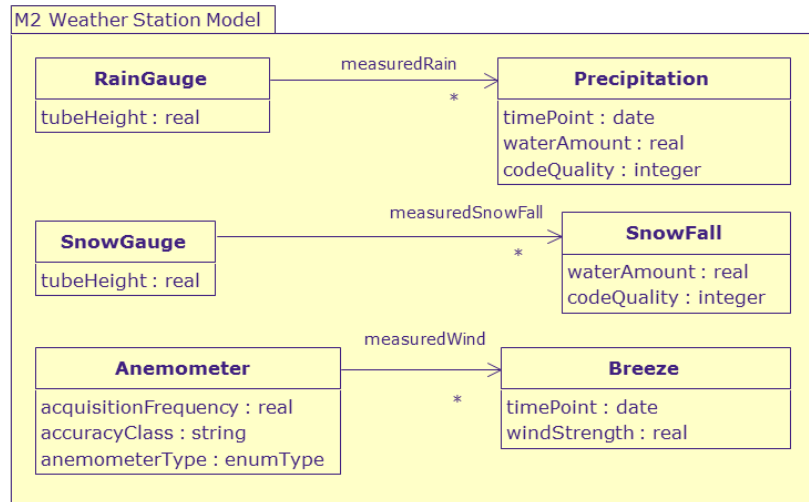 M2 Weather Station Model
RainGauge
tubeHeight : real
measuredRain
*
Precipitation
timePoint : date
waterAmount : real
codeQuality : integer
SnowGauge
tubeHeight : real
measuredSnowFall
*
SnowFall
waterAmount : real
codeQuality : integer
Anemometer
acquisitionFrequency : real
accuracyClass : string
anemometerType : enumType
measuredWind
*
Breeze
timePoint : date
windStrength : real